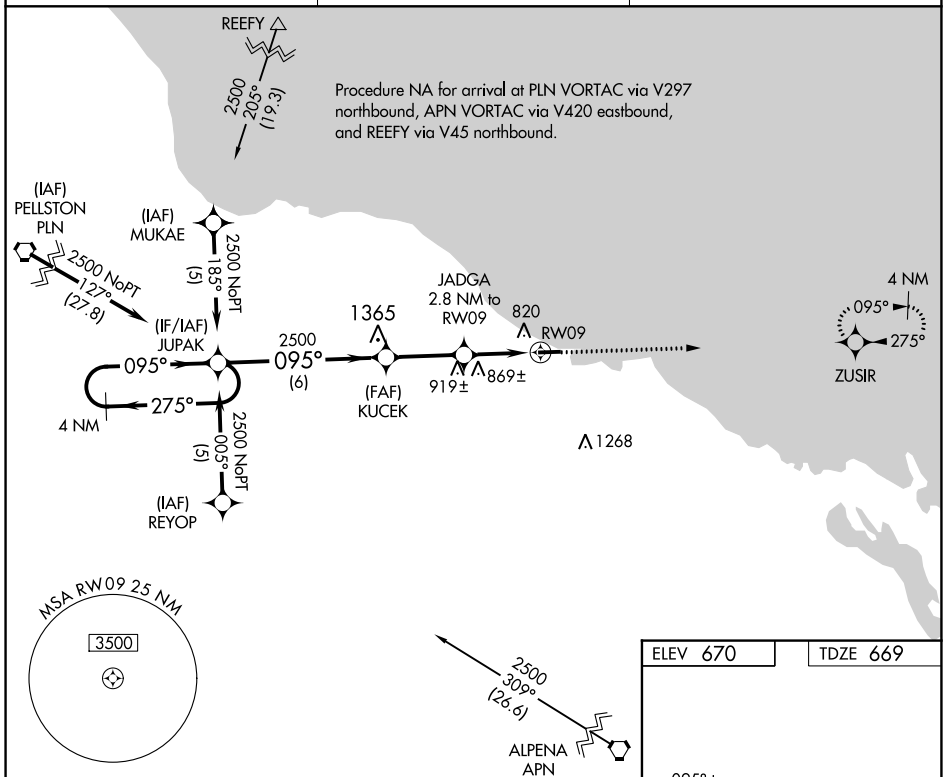 REEFY
2500
205°
(19.3)
Procedure NA for arrival at PLN VORTAC via V297
northbound, APN VORTAC via V420 eastbound,
and REEFY via V45 northbound.
(IAF)
PELLSTON
PLN
2500 NoPT
127°
(27.8)
(IAF)
MUKAE
2500 NoPT
185°
(5)
(IF/IAF)
JUPAK
095°
275°
4 NM
2500
095°
(6)
1365
(FAF)
KUCEK
JADGA
2.8 NM to
RW09
919±
869±
820
RW09
1268
4 NM
095°
275°
ZUSIR
2500 NoPT
005°
(5)
(IAF)
REYOP
MSA RW09 25 NM
3500
2500
309°
(26.6)
ALPENA
APN
ELEV 670
TDZE 669